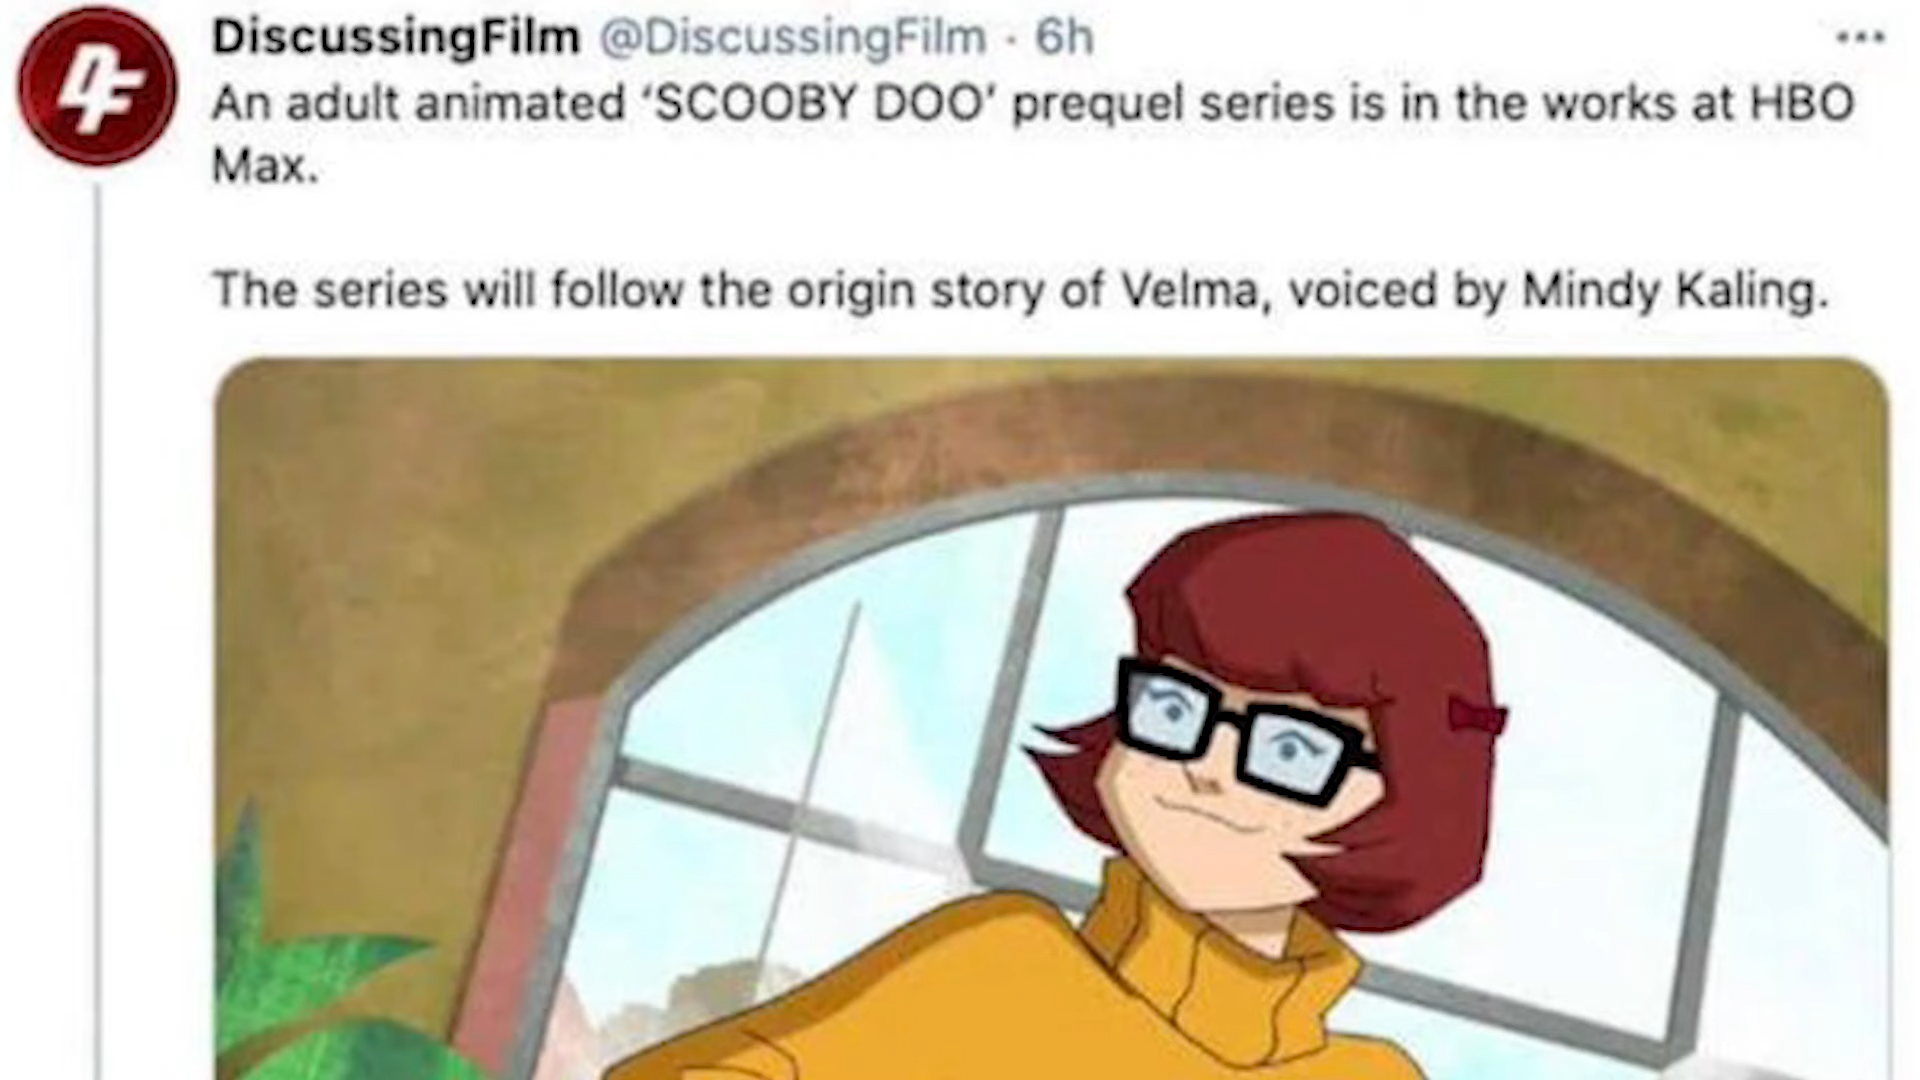 DiscussingFilm @DiscussingFilm · 6h
An adult animated ‘SCOOBY DOO’ prequel series is in the works at HBO
Max.
The series will follow the origin story of Velma, voiced by Mindy Kaling.